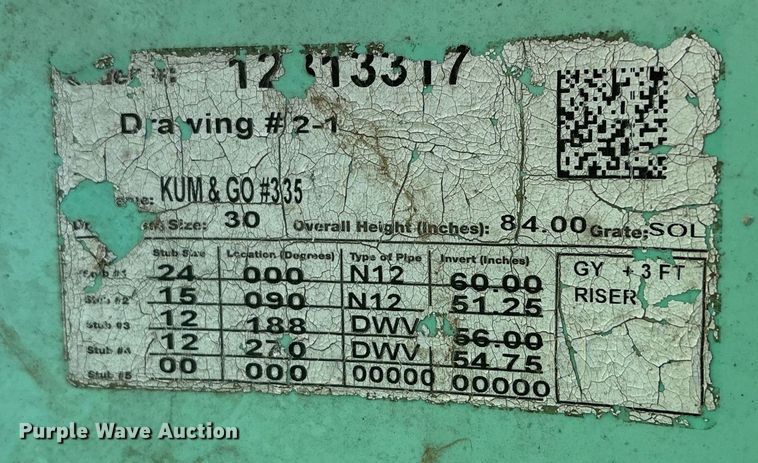 Drawing # 2-1
KUM & GO #335
Size: 30 Overall Height (Inches): 84.00 Grate: SOL
Stub Size Location (Degrees) Type of Pipe Invert (Inches)
Stub #1 24 000 N12 60.00
Stub #2 15 090 N12 51.25
Stub #3 12 188 DWV 56.00
Stub #4 12 270 DWV 54.75
Stub #5 00 000 00000 00000
GY + 3 FT
RISER
Purple Wave Auction